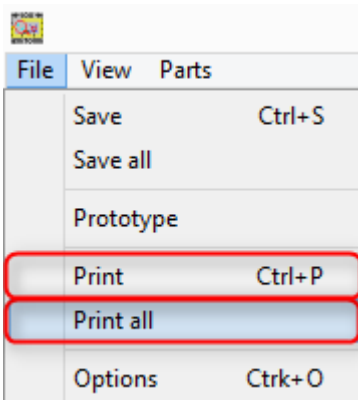 File View Parts
Save Ctrl+S
Save all
Prototype
Print Ctrl+P
Print all
Options Ctrk+O